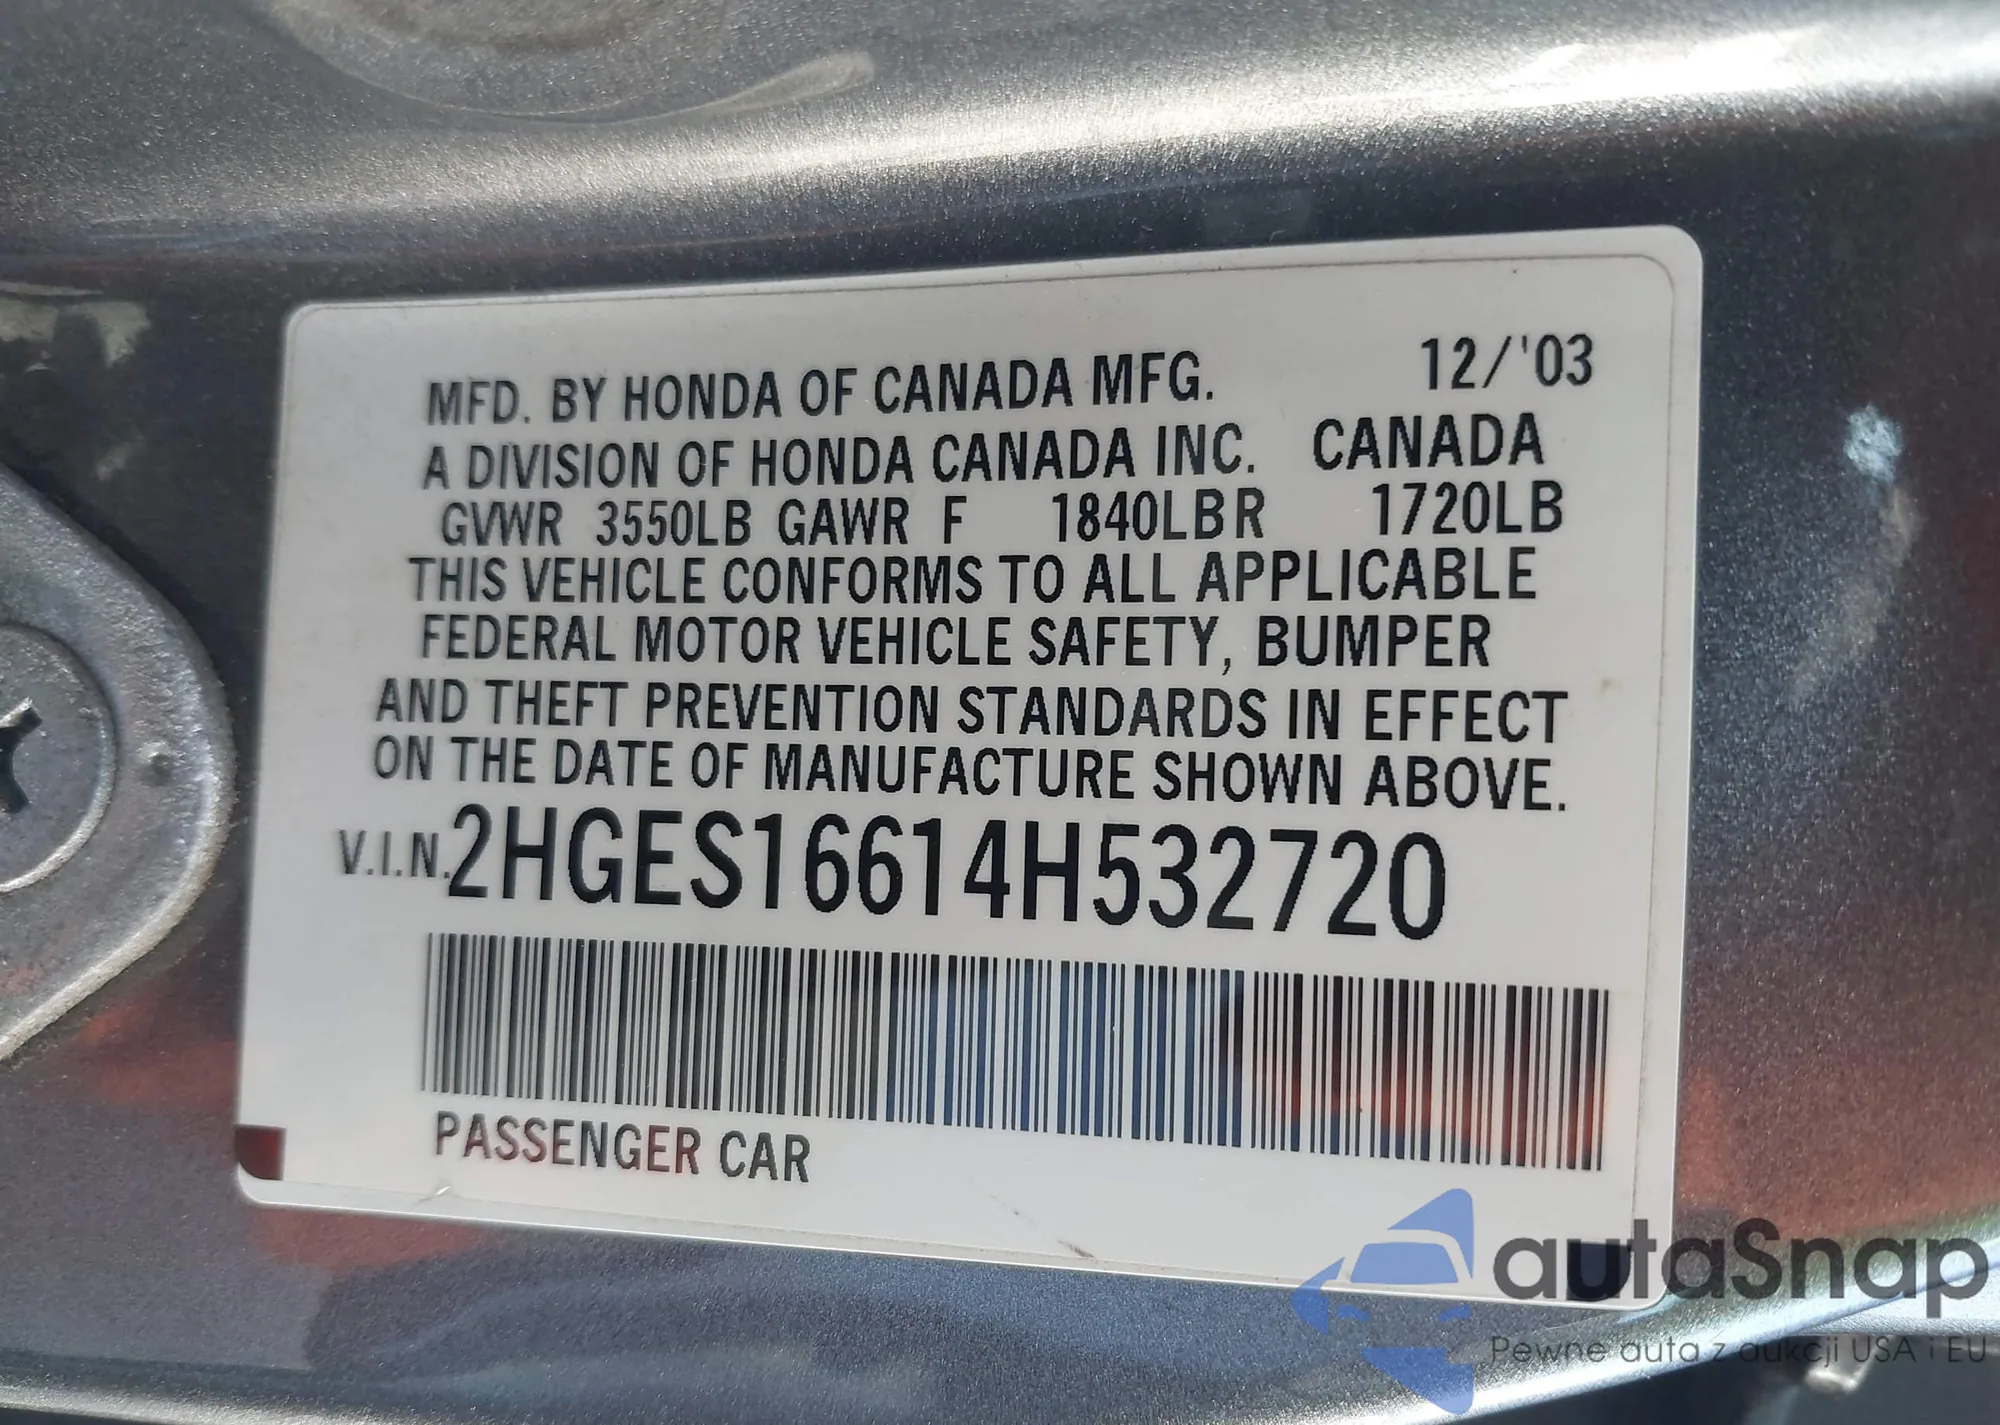 MFD. BY HONDA OF CANADA MFG. 12/'03
A DIVISION OF HONDA CANADA INC. CANADA
GVWR 3550LB GAWR F 1840LB R 1720LB
THIS VEHICLE CONFORMS TO ALL APPLICABLE
FEDERAL MOTOR VEHICLE SAFETY, BUMPER
AND THEFT PREVENTION STANDARDS IN EFFECT
ON THE DATE OF MANUFACTURE SHOWN ABOVE.
V.I.N. 2HGES16614H532720
PASSENGER CAR
autaSnap
Pewne auta z aukcji USA i EU